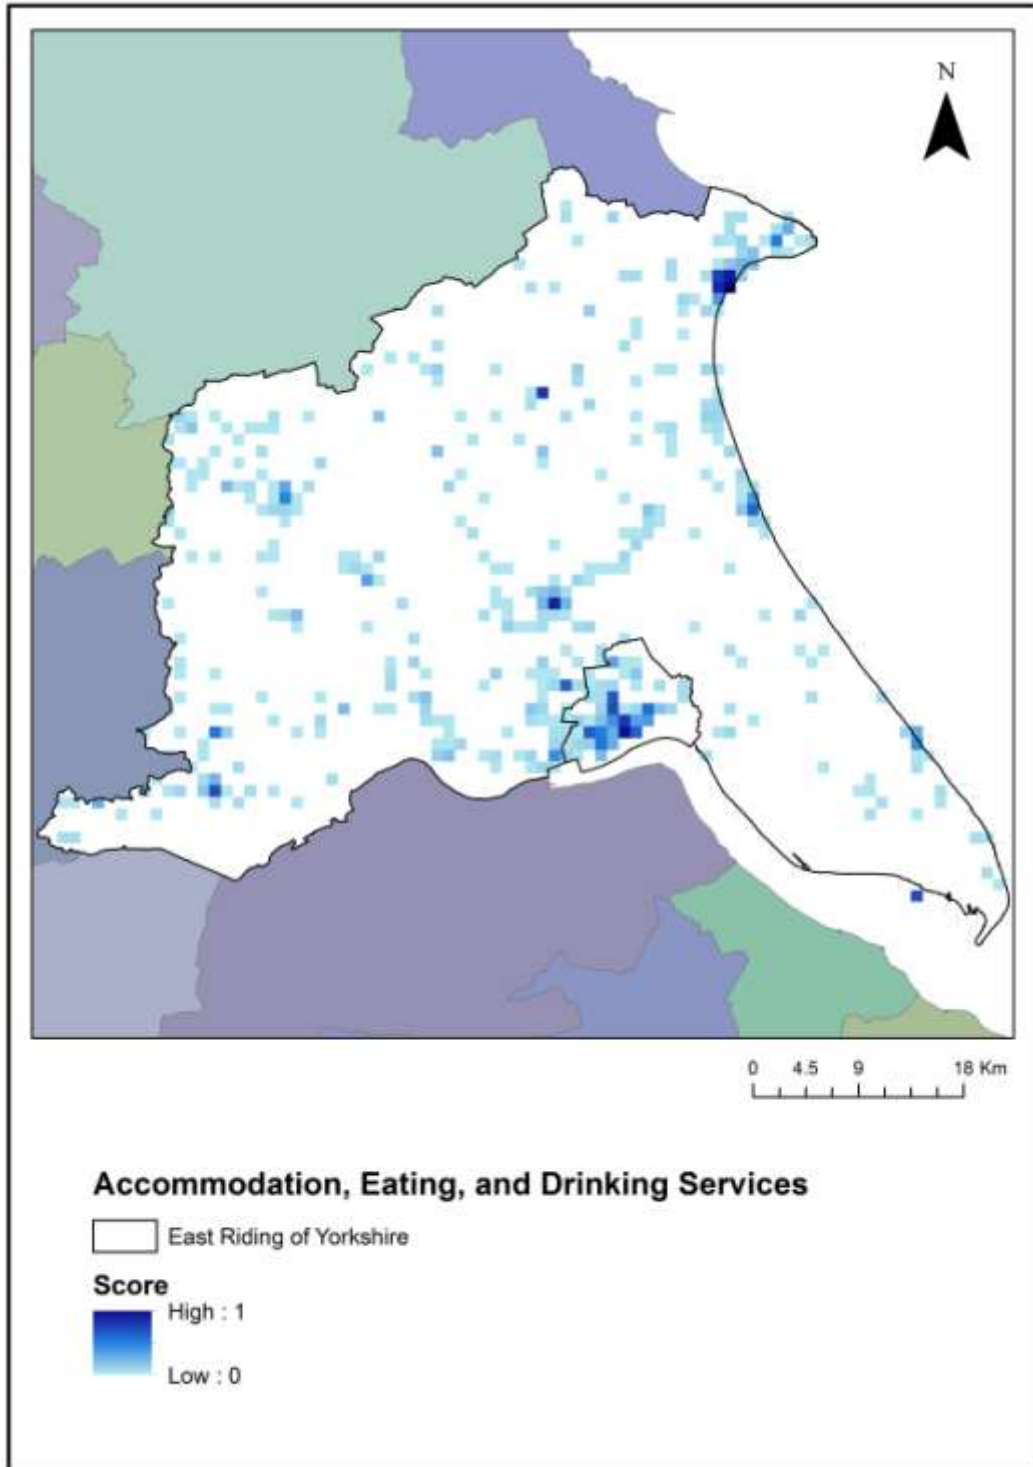 N
0 4.5 9 18 Km
Accommodation, Eating, and Drinking Services
East Riding of Yorkshire
Score
High : 1
Low : 0